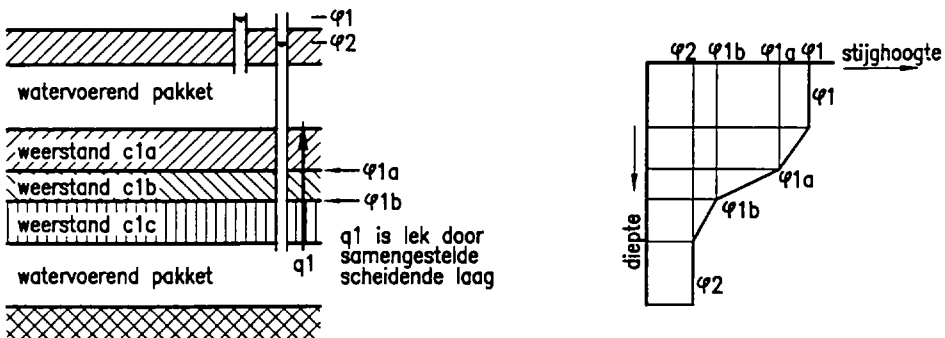 φ1
φ2
watervoerend pakket
weerstand c1a
φ1a
weerstand c1b
φ1b
weerstand c1c
q1
q1 is lek door
samengestelde
scheidende laag
watervoerend pakket
φ2
φ1b
φ1a
φ1
stijghoogte
φ1
φ1a
φ1b
diepte
φ2